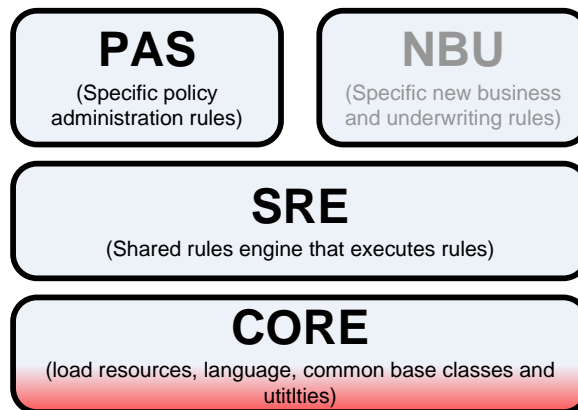 PAS
(Specific policy
administration rules)
NBU
(Specific new business
and underwriting rules)
SRE
(Shared rules engine that executes rules)
CORE
(load resources, language, common base classes and
utitlties)